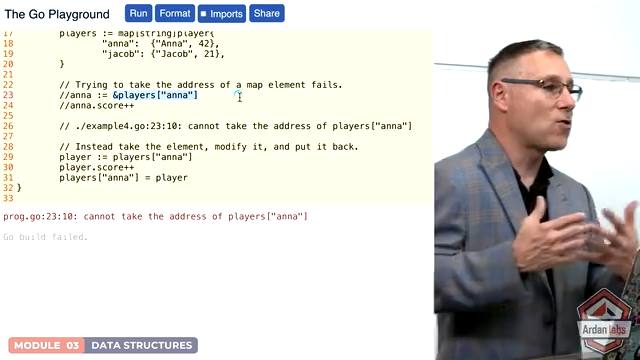 The Go Playground Run Format Imports Share
17 players := map[string]player{
18 "anna": {"Anna", 42},
19 "jacob": {"Jacob", 21},
20 }
21
22 // Trying to take the address of a map element fails.
23 //anna := &players["anna"]
24 //anna.score++
25
26 // ./example4.go:23:10: cannot take the address of players["anna"]
27
28 // Instead take the element, modify it, and put it back.
29 player := players["anna"]
30 player.score++
31 players["anna"] = player
32 }
33
prog.go:23:10: cannot take the address of players["anna"]
Go build failed.
MODULE 03 DATA STRUCTURES
Ardan labs